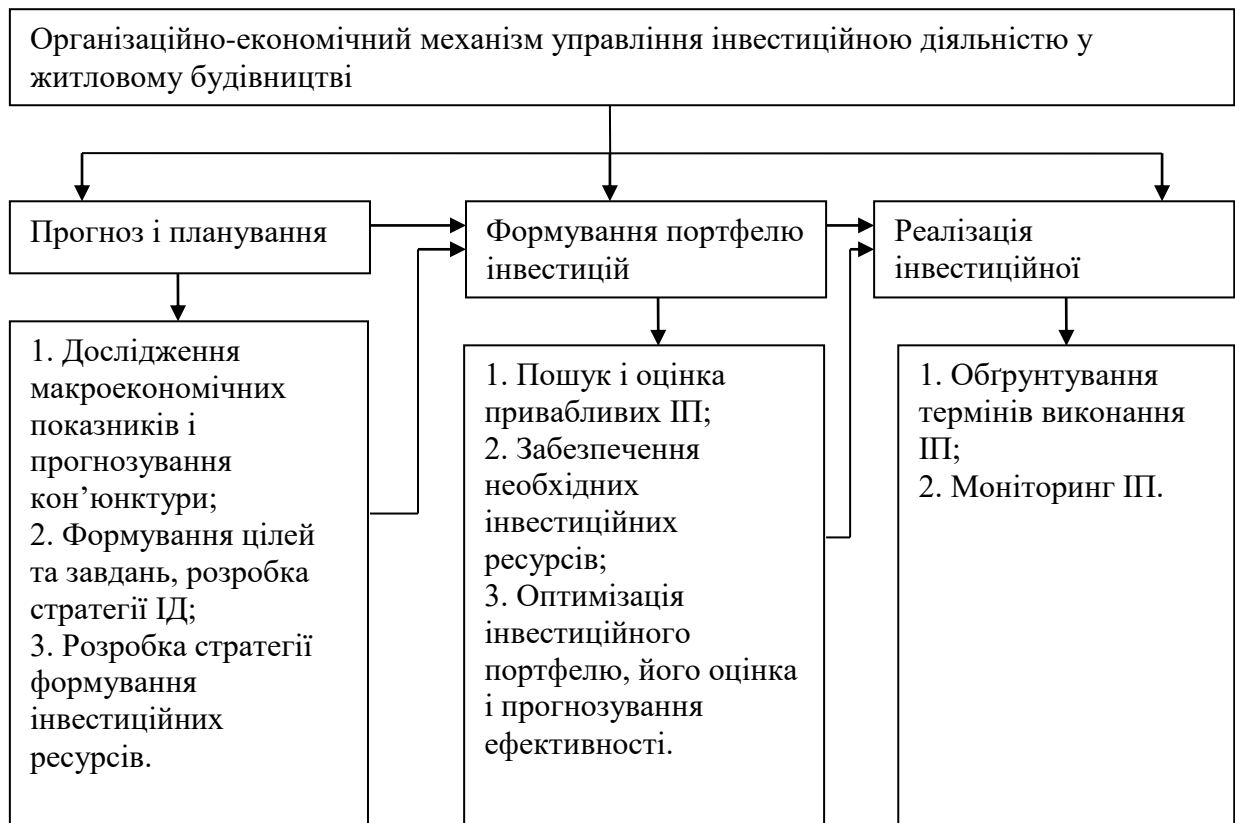 Організаційно-економічний механізм управління інвестиційною діяльністю у
житловому будівництві
Прогноз і планування
Формування портфелю
інвестицій
Реалізація
інвестиційної
1. Дослідження
макроекономічних
показників і
прогнозування
кон’юнктури;
2. Формування цілей
та завдань, розробка
стратегії ІД;
3. Розробка стратегії
формування
інвестиційних
ресурсів.
1. Пошук і оцінка
привабливих ІП;
2. Забезпечення
необхідних
інвестиційних
ресурсів;
3. Оптимізація
інвестиційного
портфелю, його оцінка
і прогнозування
ефективності.
1. Обґрунтування
термінів виконання
ІП;
2. Моніторинг ІП.